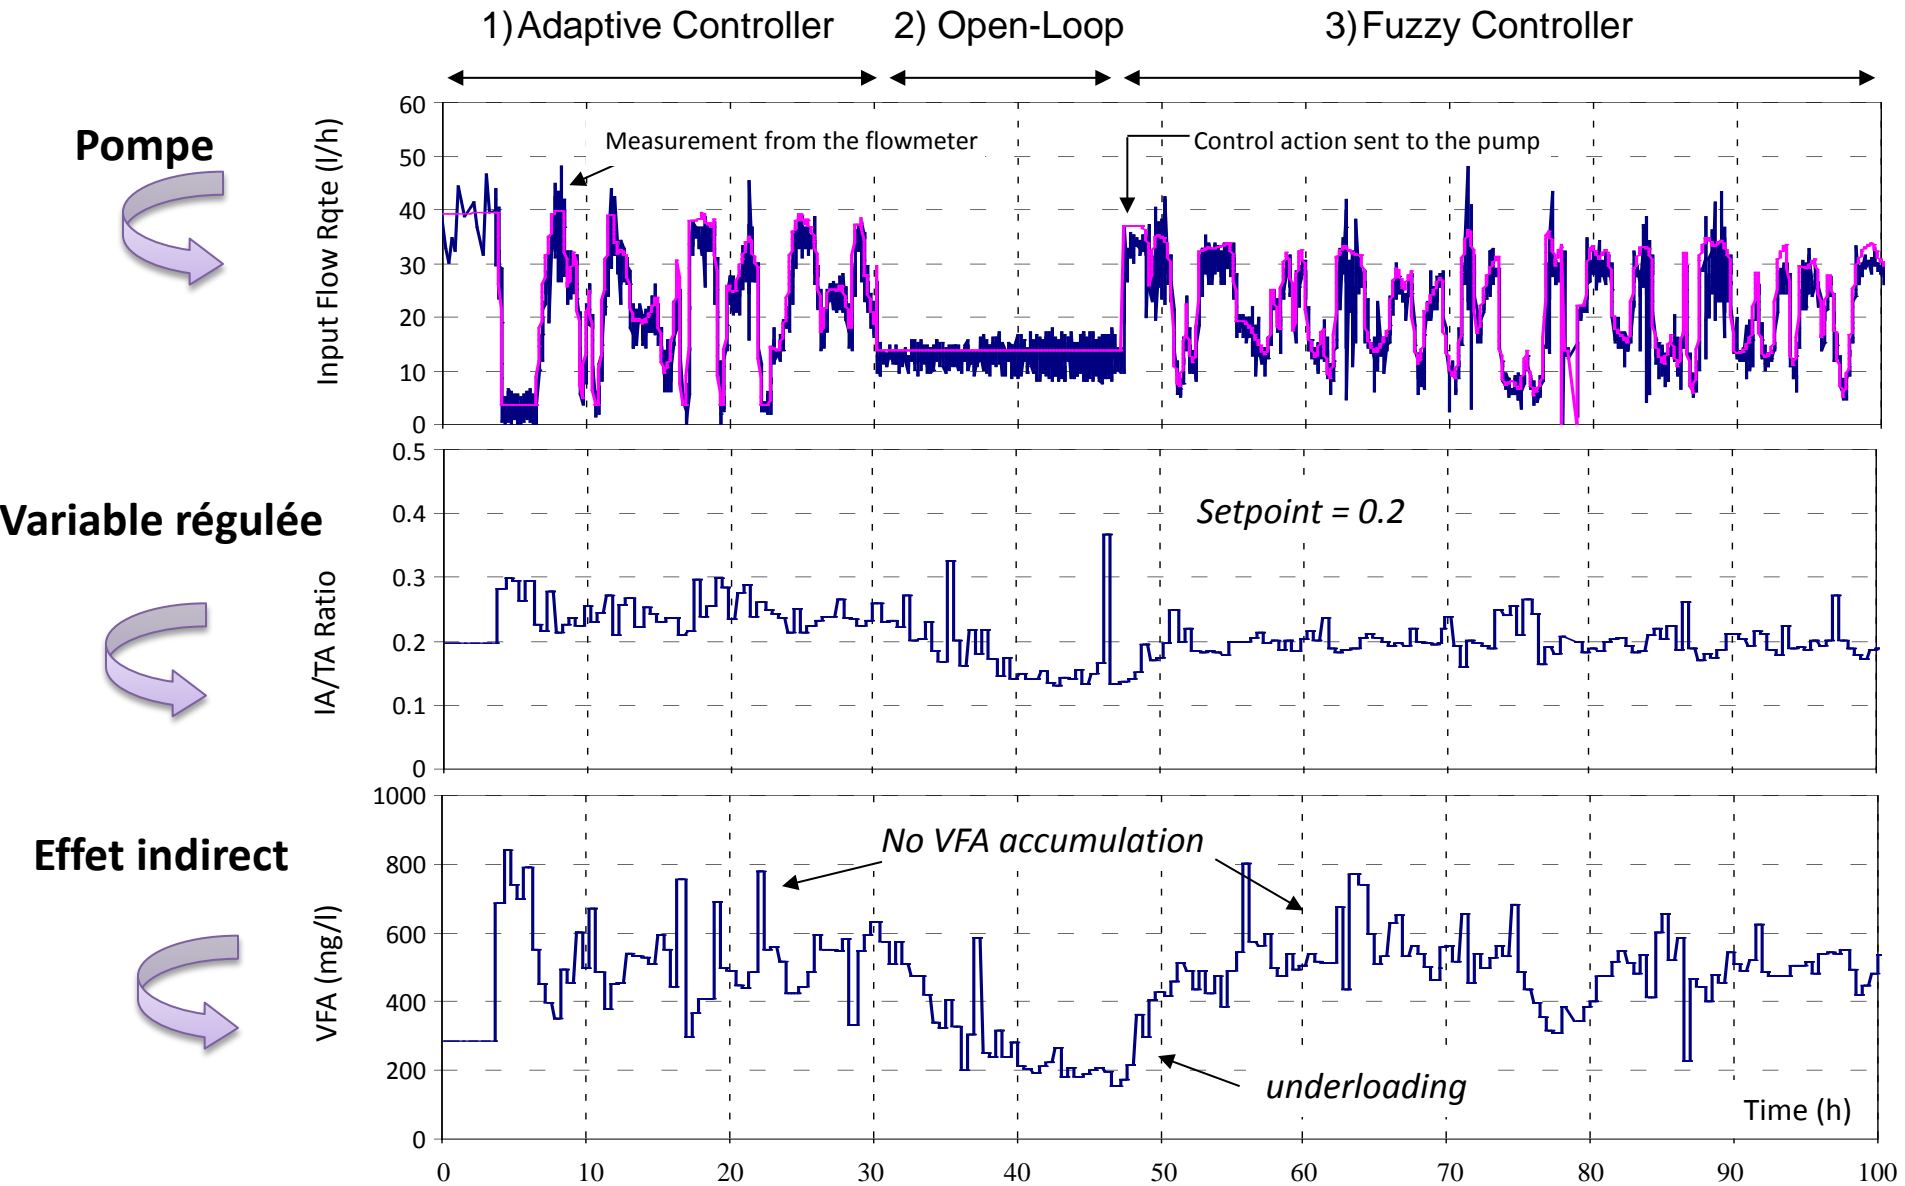 1) Adaptive Controller
2) Open-Loop
3) Fuzzy Controller
Pompe
Input Flow Rqte (l/h)
60
50
40
30
20
10
0
Measurement from the flowmeter
Control action sent to the pump
Variable régulée
IA/TA Ratio
0.5
0.4
0.3
0.2
0.1
0
Setpoint = 0.2
Effet indirect
VFA (mg/l)
1000
800
600
400
200
0
No VFA accumulation
underloading
Time (h)
0 10 20 30 40 50 60 70 80 90 100